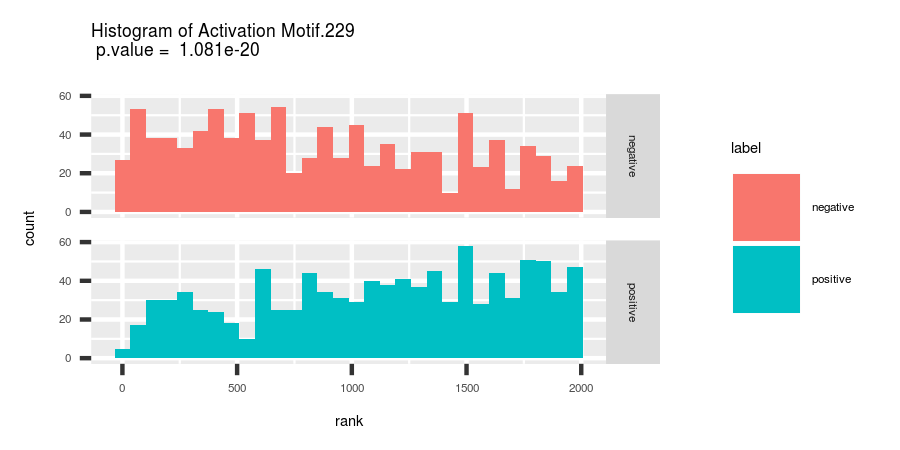 Histogram of Activation Motif.229
p.value = 1.081e-20
count
60
40
20
0
negative
60
40
20
0
positive
0 500 1000 1500 2000
rank
label
negative
positive